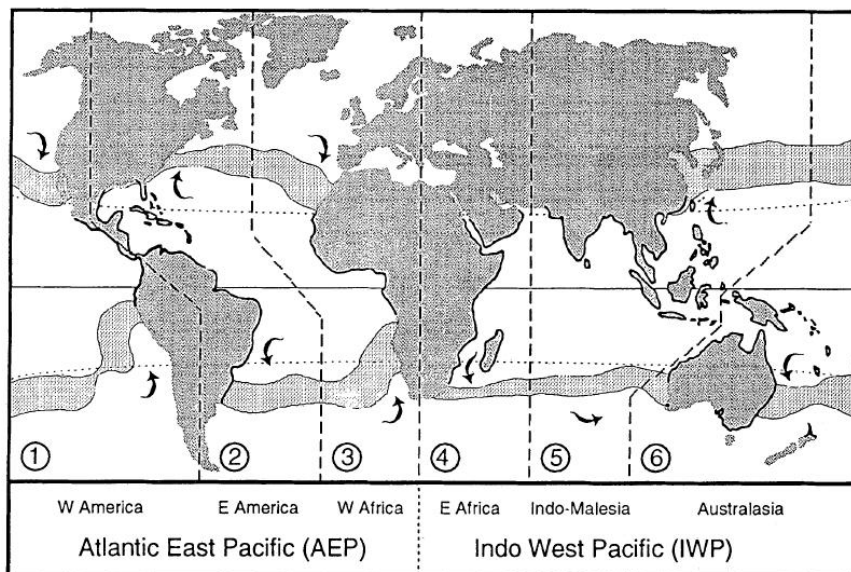 ① ② ③ ④ ⑤ ⑥
W America E America W Africa E Africa Indo-Malesia Australasia
Atlantic East Pacific (AEP) Indo West Pacific (IWP)